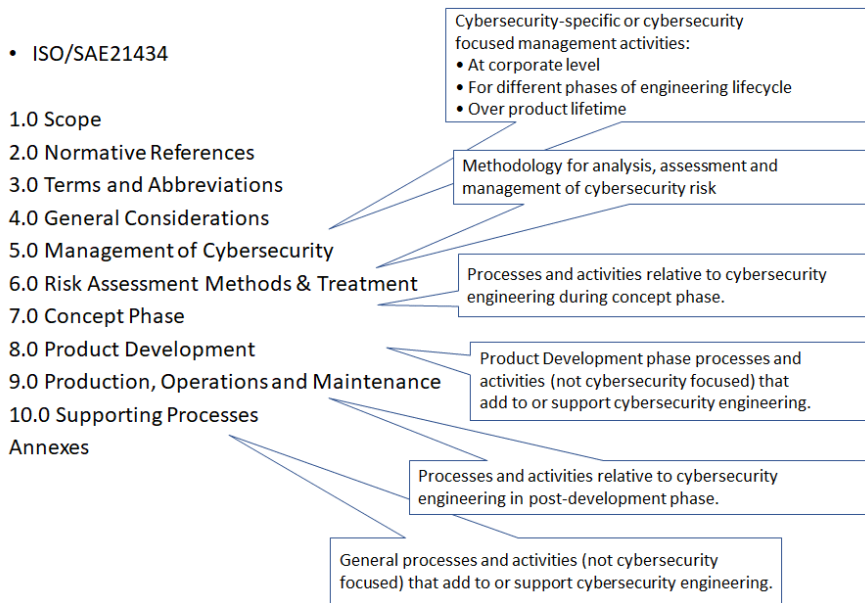 • ISO/SAE21434
1.0 Scope
2.0 Normative References
3.0 Terms and Abbreviations
4.0 General Considerations
5.0 Management of Cybersecurity
6.0 Risk Assessment Methods & Treatment
7.0 Concept Phase
8.0 Product Development
9.0 Production, Operations and Maintenance
10.0 Supporting Processes
Annexes
Cybersecurity-specific or cybersecurity
focused management activities:
• At corporate level
• For different phases of engineering lifecycle
• Over product lifetime
Methodology for analysis, assessment and
management of cybersecurity risk
Processes and activities relative to cybersecurity
engineering during concept phase.
Product Development phase processes and
activities (not cybersecurity focused) that
add to or support cybersecurity engineering.
Processes and activities relative to cybersecurity
engineering in post-development phase.
General processes and activities (not cybersecurity
focused) that add to or support cybersecurity engineering.